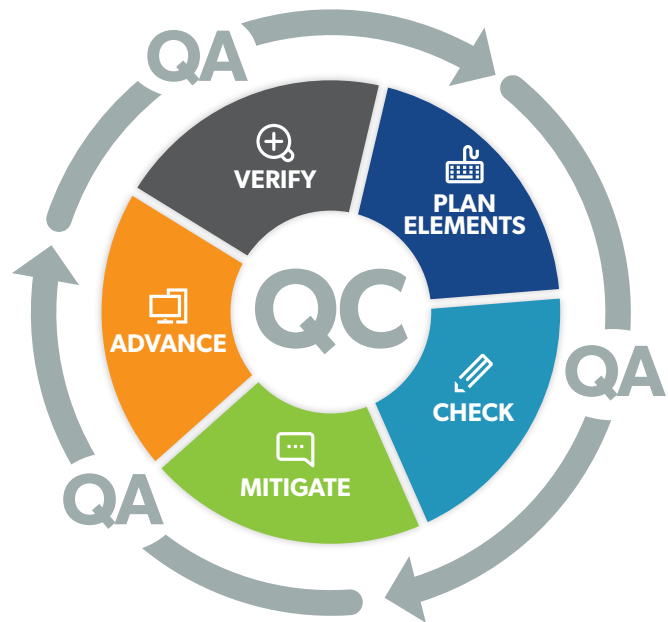 QA
VERIFY
PLAN
ELEMENTS
QC
ADVANCE
QA
CHECK
MITIGATE
QA